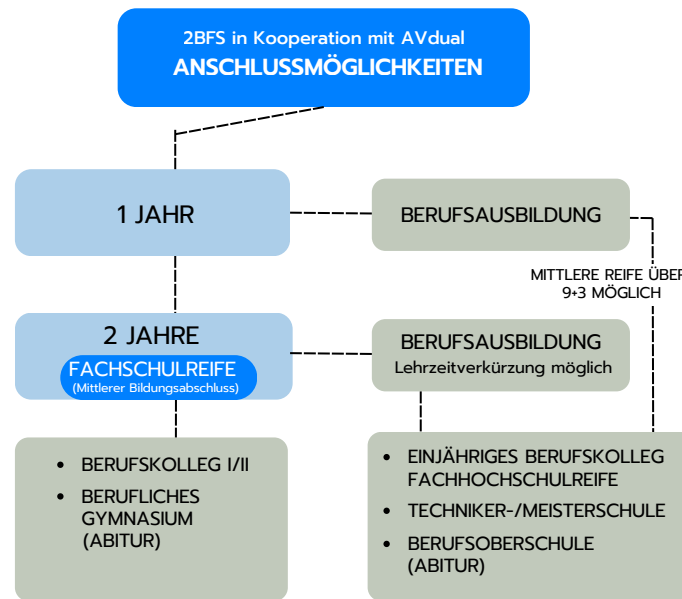 2BFS in Kooperation mit AVdual
ANSCHLUSSMÖGLICHKEITEN
1 JAHR
BERUFSAUSBILDUNG
MITTLERE REIFE ÜBER
9+3 MÖGLICH
2 JAHRE
FACHSCHULREIFE
(Mittlerer Bildungsabschluss)
BERUFSAUSBILDUNG
Lehrzeitverkürzung möglich
• BERUFSKOLLEG I/II
• BERUFLICHES
GYMNASIUM
(ABITUR)
• EINJÄHRIGES BERUFSKOLLEG
FACHHOCHSCHULREIFE
• TECHNIKER-/MEISTERSCHULE
• BERUFSOBERSCHULE
(ABITUR)